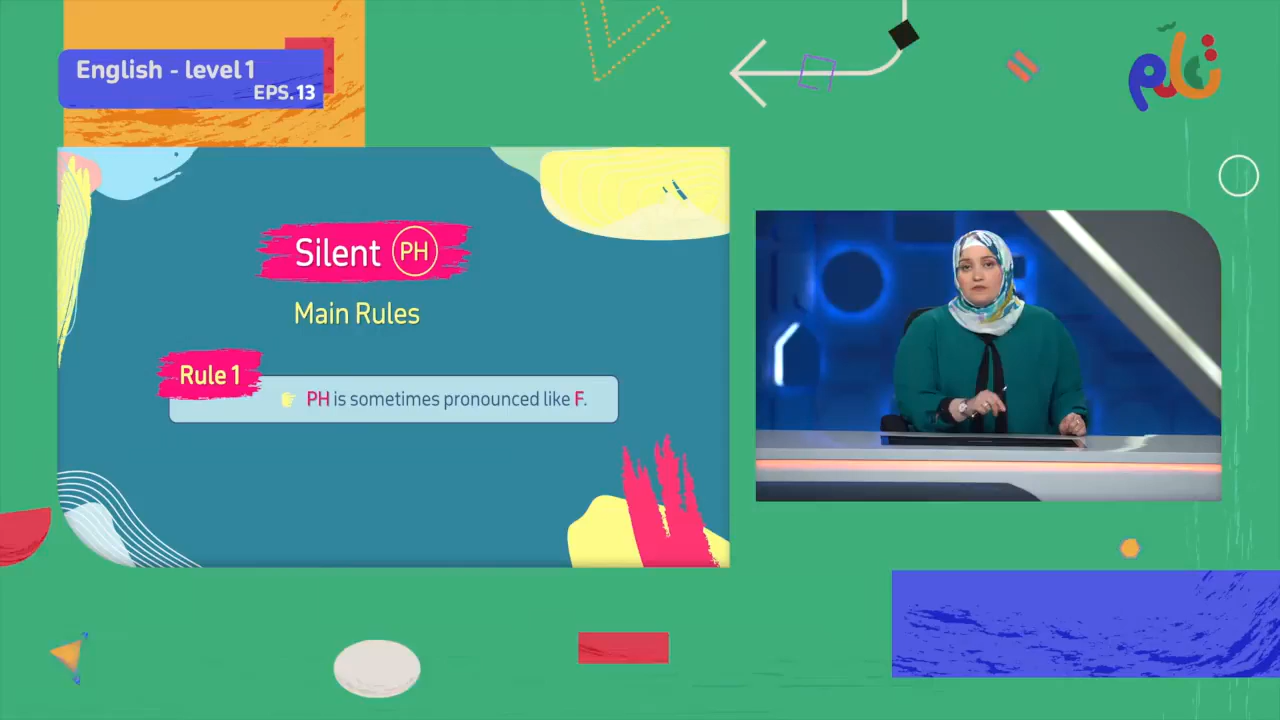 English - level 1
EPS. 13
Silent PH
Main Rules
Rule 1
PH is sometimes pronounced like F.